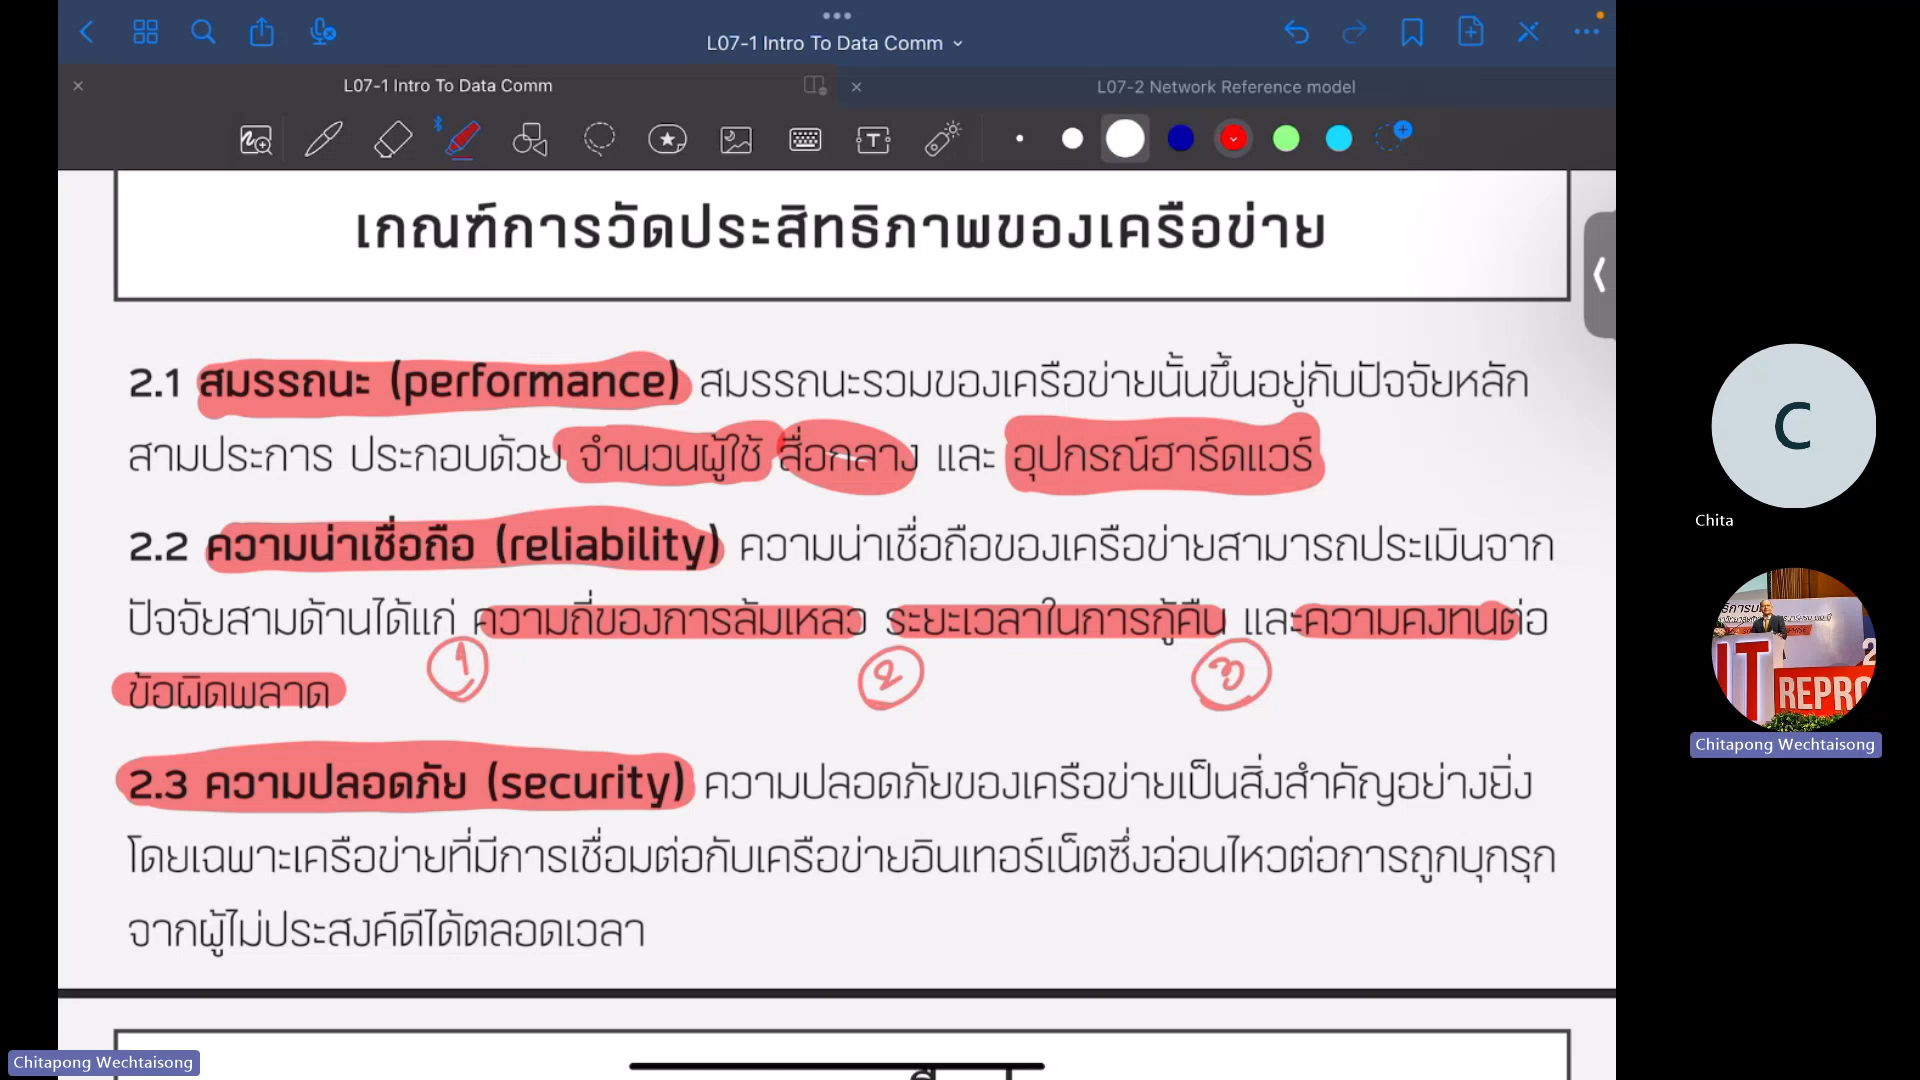 L07-1 Intro To Data Comm
L07-1 Intro To Data Comm
L07-2 Network Reference model
เกณฑ์การวัดประสิทธิภาพของเครือข่าย
2.1 สมรรถนะ (performance) สมรรถนะรวมของเครือข่ายนั้นขึ้นอยู่กับปัจจัยหลัก
สามประการ ประกอบด้วย จำนวนผู้ใช้ สื่อกลาง และ อุปกรณ์ฮาร์ดแวร์
2.2 ความน่าเชื่อถือ (reliability) ความน่าเชื่อถือของเครือข่ายสามารถประเมินจาก
ปัจจัยสามด้านได้แก่ ความถี่ของการล้มเหลว ระยะเวลาในการกู้คืน และความคงทนต่อ
1 2 3
ข้อผิดพลาด
2.3 ความปลอดภัย (security) ความปลอดภัยของเครือข่ายเป็นสิ่งสำคัญอย่างยิ่ง
โดยเฉพาะเครือข่ายที่มีการเชื่อมต่อกับเครือข่ายอินเทอร์เน็ตซึ่งอ่อนไหวต่อการถูกบุกรุก
จากผู้ไม่ประสงค์ดีได้ตลอดเวลา
C
Chita
IT REPRO
Chitapong Wechtaisong
Chitapong Wechtaisong